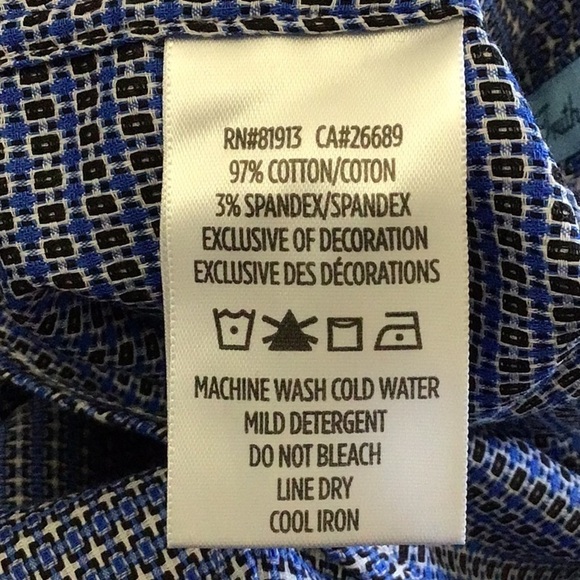 RN#81913 CA#26689
97% COTTON/COTON
3% SPANDEX/SPANDEX
EXCLUSIVE OF DECORATION
EXCLUSIVE DES DÉCORATIONS
MACHINE WASH COLD WATER
MILD DETERGENT
DO NOT BLEACH
LINE DRY
COOL IRON